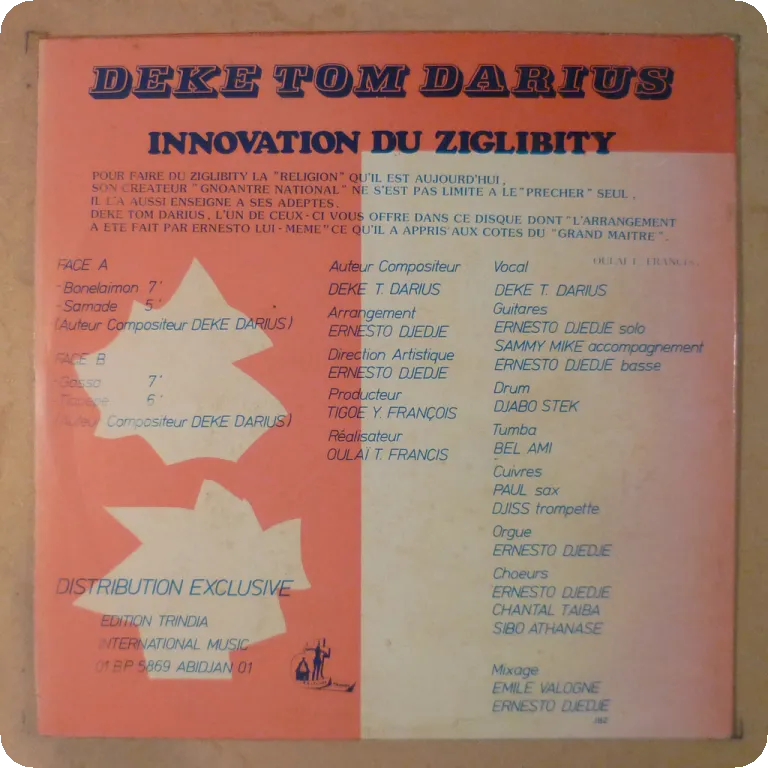 DEKE TOM DARIUS
INNOVATION DU ZIGLIBITY
POUR FAIRE DU ZIGLIBITY LA "RELIGION" QU'IL EST AUJOURD'HUI,
SON CREATEUR "GNOANTRE NATIONAL" NE S'EST PAS LIMITE A LE "PRECHER" SEUL,
IL L'A AUSSI ENSEIGNE A SES ADEPTES.
DEKE TOM DARIUS, L'UN DE CEUX-CI VOUS OFFRE DANS CE DISQUE DONT "L'ARRANGEMENT
A ETE FAIT PAR ERNESTO LUI-MEME" CE QU'IL A APPRIS AUX COTES DU "GRAND MAITRE".
OULAI T. FRANCIS.
FACE A
-Bonelaimon 7'
-Samade 5'
(Auteur Compositeur DEKE DARIUS)
FACE B
-Gassa 7'
6'
(Auteur Compositeur DEKE DARIUS)
DISTRIBUTION EXCLUSIVE
EDITION TRINDIA
INTERNATIONAL MUSIC
01 B.P. 5869 ABIDJAN 01
Auteur Compositeur
DEKE T. DARIUS
Arrangement
ERNESTO DJEDJE
Direction Artistique
ERNESTO DJEDJE
Producteur
TIGOE Y. FRANÇOIS
Réalisateur
OULAÏ T. FRANCIS
Vocal
DEKE T. DARIUS
Guitares
ERNESTO DJEDJE solo
SAMMY MIKE accompagnement
ERNESTO DJEDJE basse
Drum
DJABO STEK
Tumba
BEL AMI
Cuivres
PAUL sax
DJISS trompette
Orgue
ERNESTO DJEDJE
Choeurs
ERNESTO DJEDJE
CHANTAL TAIBA
SIBO ATHANASE
Mixage
EMILE VALOGNE
ERNESTO DJEDJE